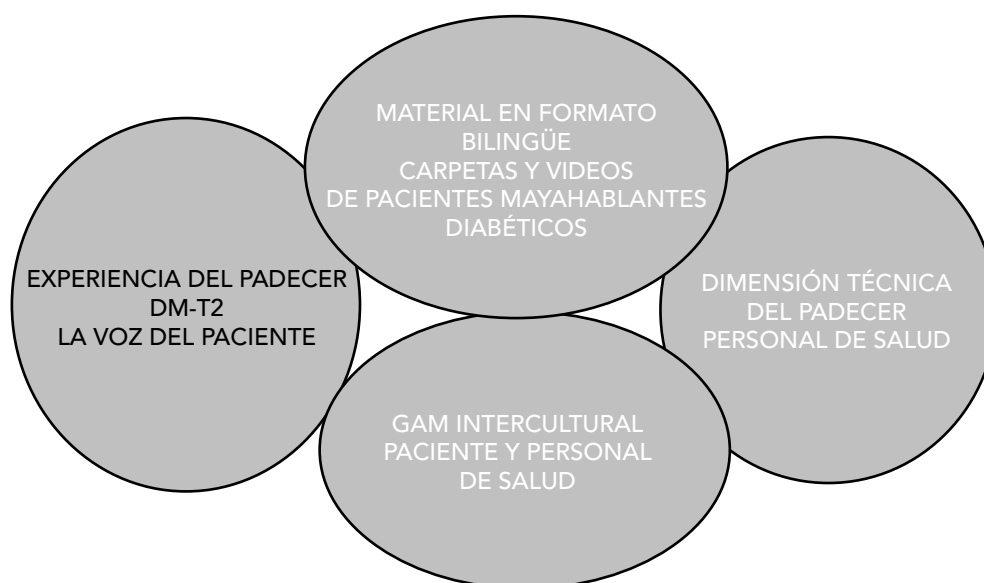 MATERIAL EN FORMATO
BILINGÜE
CARPETAS Y VIDEOS
DE PACIENTES MAYAHABLANTES
DIABÉTICOS
EXPERIENCIA DEL PADECER
DM-T2
LA VOZ DEL PACIENTE
DIMENSIÓN TÉCNICA
DEL PADECER
PERSONAL DE SALUD
GAM INTERCULTURAL
PACIENTE Y PERSONAL
DE SALUD